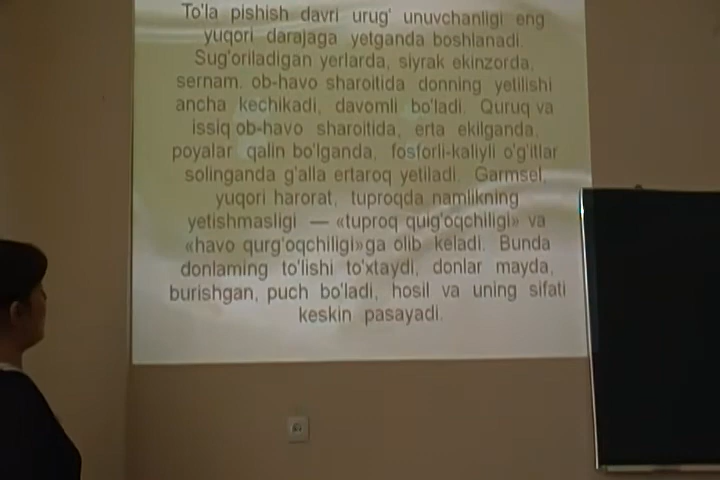 To'la pishish davri urug' unuvchanligi eng
yuqori darajaga yetganda boshlanadi.
Sug'oriladigan yerlarda, siyrak ekinzorda,
sernam. ob-havo sharoitida donning yetilishi
ancha kechikadi, davomli bo'ladi. Quruq va
issiq ob-havo sharoitida, erta ekilganda,
poyalar qalin bo'lganda, fosforli-kaliyli o'g'itlar
solinganda g'alla ertaroq yetiladi. Garmsel,
yuqori harorat, tuproqda namlikning
yetishmasligi — «tuproq quig'oqchiligi» va
«havo qurg'oqchiligi»ga olib keladi. Bunda
donlaming to'lishi to'xtaydi, donlar mayda,
burishgan, puch bo'ladi, hosil va uning sifati
keskin pasayadi.